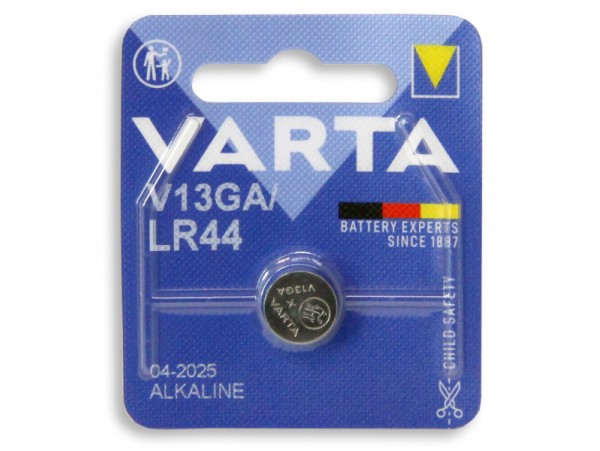 VARTA
V13GA/
LR44
BATTERY EXPERTS
SINCE 1887
V13GA
X
VARTA
CHILD SAFETY
04-2025
ALKALINE